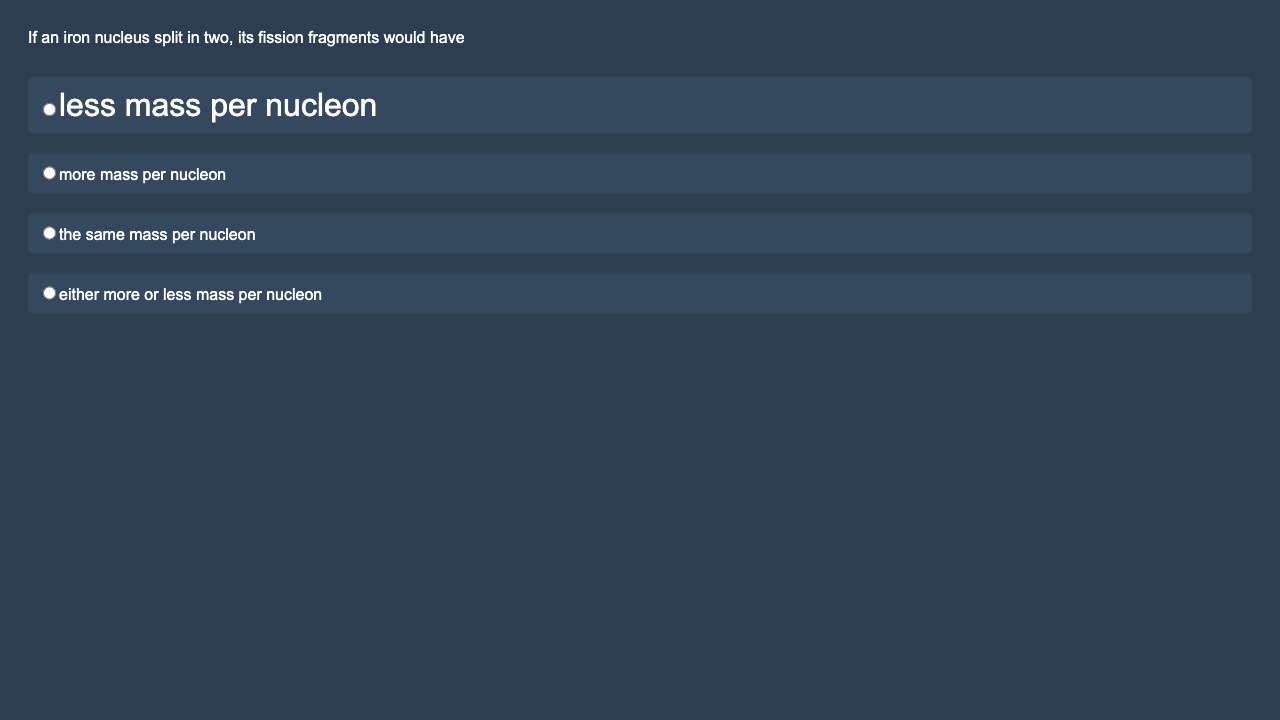 If an iron nucleus split in two, its fission fragments would have
less mass per nucleon
more mass per nucleon
the same mass per nucleon
either more or less mass per nucleon